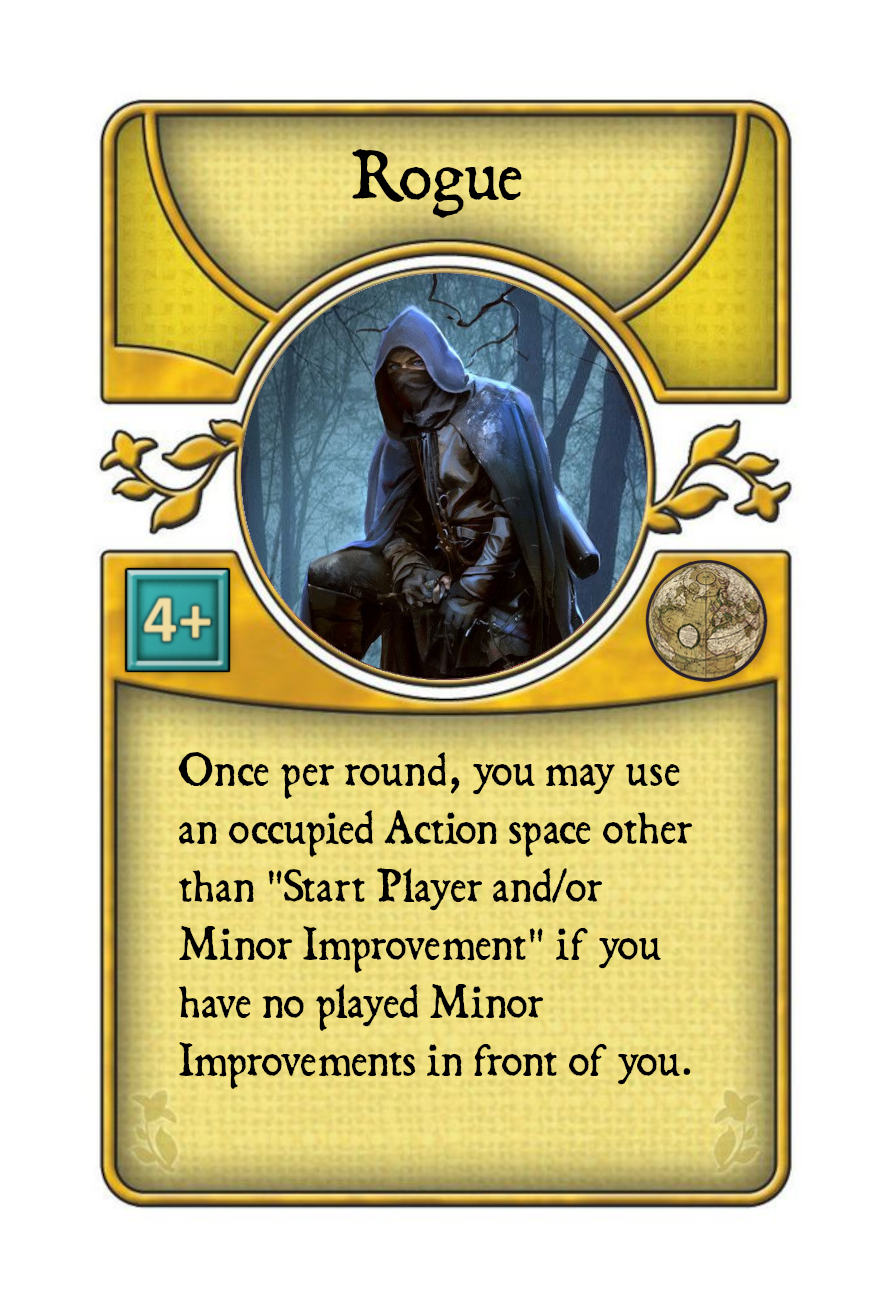 Rogue
4+
Once per round, you may use
an occupied Action space other
than "Start Player and/or
Minor Improvement" if you
have no played Minor
Improvements in front of you.